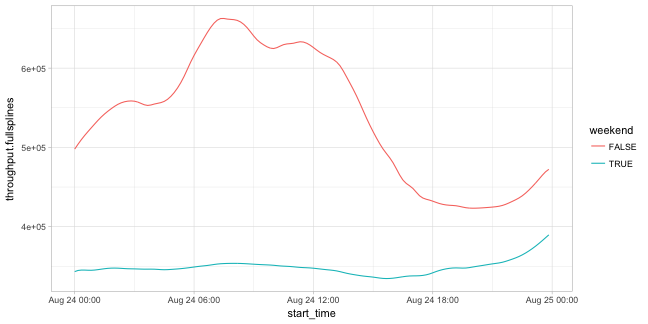 throughput.fullsplines
6e+05
5e+05
4e+05
Aug 24 00:00 Aug 24 06:00 Aug 24 12:00 Aug 24 18:00 Aug 25 00:00
start_time
weekend
FALSE
TRUE